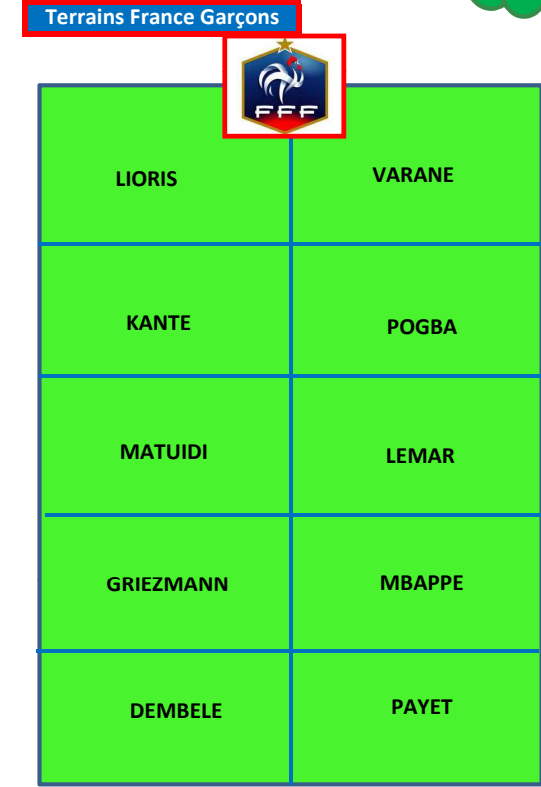 Terrains France Garçons
FFF
LIORIS VARANE
KANTE POGBA
MATUIDI LEMAR
GRIEZMANN MBAPPE
DEMBELE PAYET